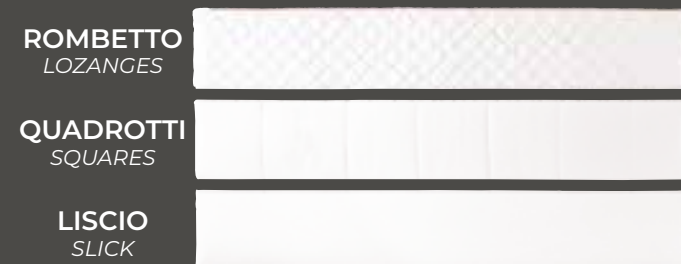 ROMBETTO
LOZANGES
QUADROTTI
SQUARES
LISCIO
SLICK